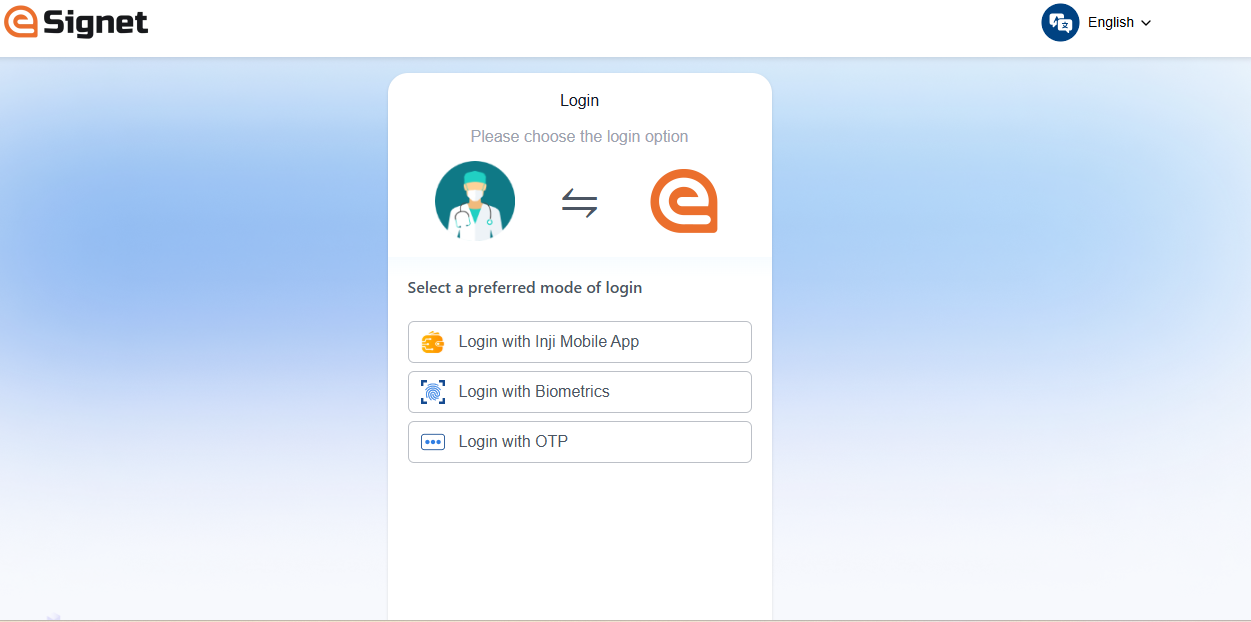 eSignet
English
Login
Please choose the login option
Select a preferred mode of login
Login with Inji Mobile App
Login with Biometrics
Login with OTP